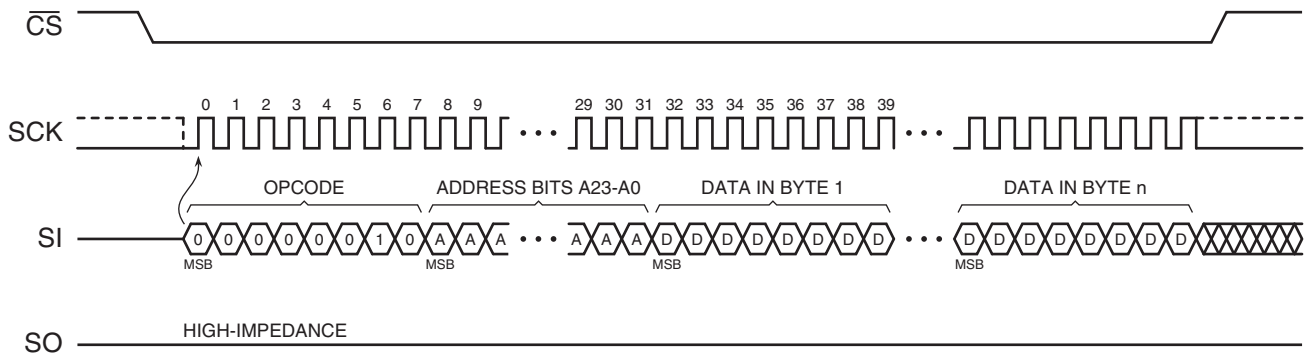 CS
0 1 2 3 4 5 6 7 8 9 29 30 31 32 33 34 35 36 37 38 39
SCK • • • • • •
OPCODE ADDRESS BITS A23-A0 DATA IN BYTE 1 DATA IN BYTE n
SI 0 0 0 0 0 0 1 0 A A A • • • A A A D D D D D D D D • • • D D D D D D D D
MSB MSB MSB MSB
HIGH-IMPEDANCE
SO